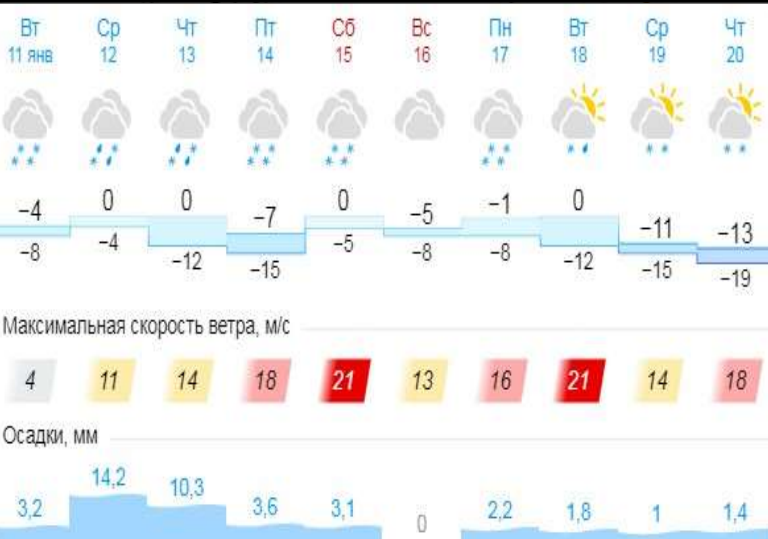 Вт Ср Чт Пт Сб Вс Пн Вт Ср Чт
11 янв 12 13 14 15 16 17 18 19 20
−4 0 0 −7 0 −5 −1 0 −11 −13
−8 −4 −12 −15 −5 −8 −8 −12 −15 −19
Максимальная скорость ветра, м/с
4 11 14 18 21 13 16 21 14 18
Осадки, мм
3,2 14,2 10,3 3,6 3,1 0 2,2 1,8 1 1,4